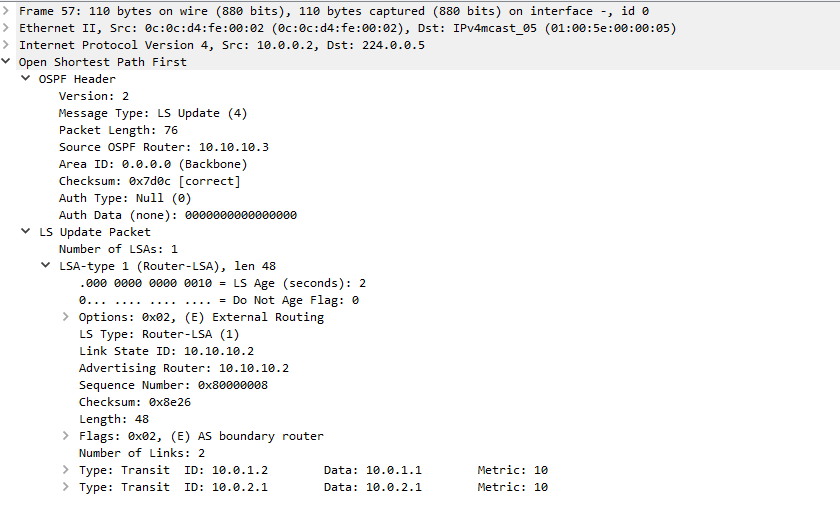 Frame 57: 110 bytes on wire (880 bits), 110 bytes captured (880 bits) on interface -, id 0
Ethernet II, Src: 0c:0c:d4:fe:00:02 (0c:0c:d4:fe:00:02), Dst: IPv4mcast_05 (01:00:5e:00:00:05)
Internet Protocol Version 4, Src: 10.0.0.2, Dst: 224.0.0.5
Open Shortest Path First
OSPF Header
Version: 2
Message Type: LS Update (4)
Packet Length: 76
Source OSPF Router: 10.10.10.3
Area ID: 0.0.0.0 (Backbone)
Checksum: 0x7d0c [correct]
Auth Type: Null (0)
Auth Data (none): 0000000000000000
LS Update Packet
Number of LSAs: 1
LSA-type 1 (Router-LSA), len 48
.000 0000 0000 0010 = LS Age (seconds): 2
0... .... .... .... = Do Not Age Flag: 0
Options: 0x02, (E) External Routing
LS Type: Router-LSA (1)
Link State ID: 10.10.10.2
Advertising Router: 10.10.10.2
Sequence Number: 0x80000008
Checksum: 0x8e26
Length: 48
Flags: 0x02, (E) AS boundary router
Number of Links: 2
Type: Transit  ID: 10.0.1.2        Data: 10.0.1.1        Metric: 10
Type: Transit  ID: 10.0.2.1        Data: 10.0.2.1        Metric: 10